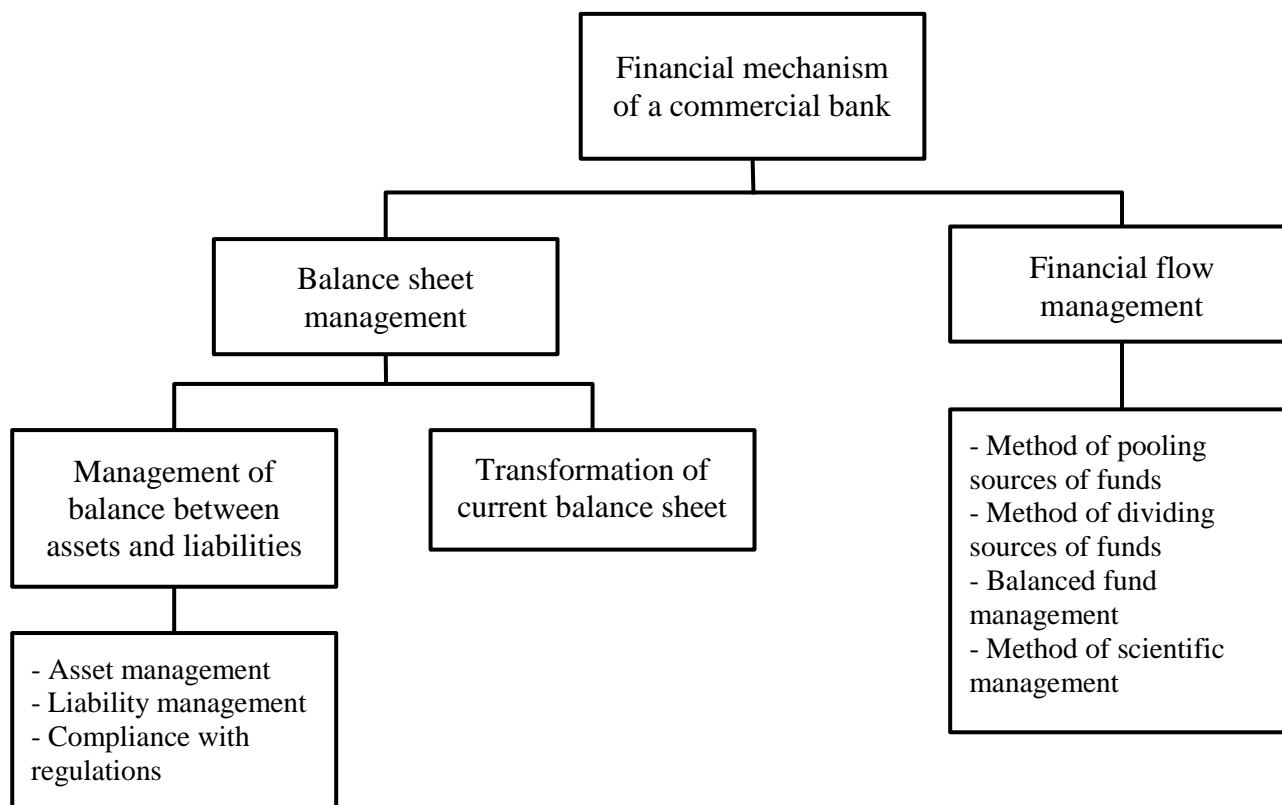 Financial mechanism
of a commercial bank
Balance sheet
management
Financial flow
management
Management of
balance between
assets and liabilities
Transformation of
current balance sheet
- Method of pooling
sources of funds
- Method of dividing
sources of funds
- Balanced fund
management
- Method of scientific
management
- Asset management
- Liability management
- Compliance with
regulations